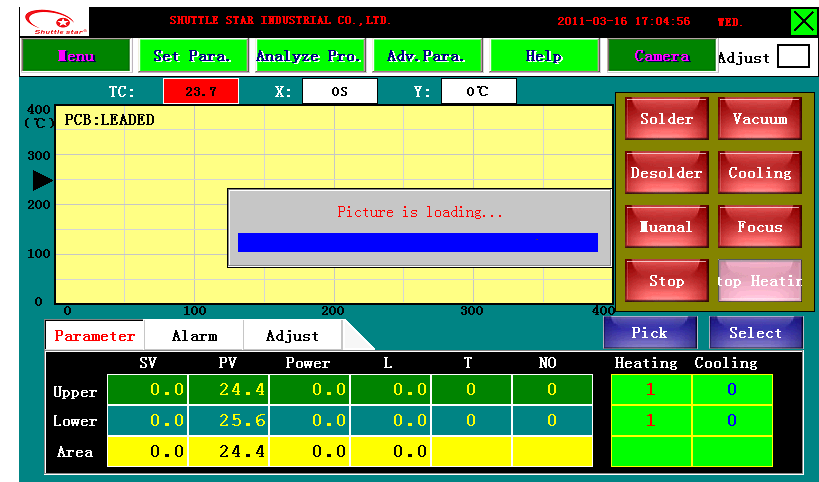 Shuttle star®
SHUTTLE STAR INDUSTRIAL CO.,LTD. 2011-03-16 17:04:56 WED.
Menu Set Para. Analyze Pro. Adv.Para. Help Camera Adjust
TC: 23.7 X: 0S Y: 0℃
400
(℃)
PCB:LEADED
300
200
100
0
0 100 200 300 400
Picture is loading...
Solder Vacuum
Desolder Cooling
Muanal Focus
Stop top Heatin
Pick Select
Parameter Alarm Adjust
SV PV Power L T NO Heating Cooling
Upper 0.0 24.4 0.0 0.0 0 0 1 0
Lower 0.0 25.6 0.0 0.0 0 0 1 0
Area 0.0 24.4 0.0 0.0